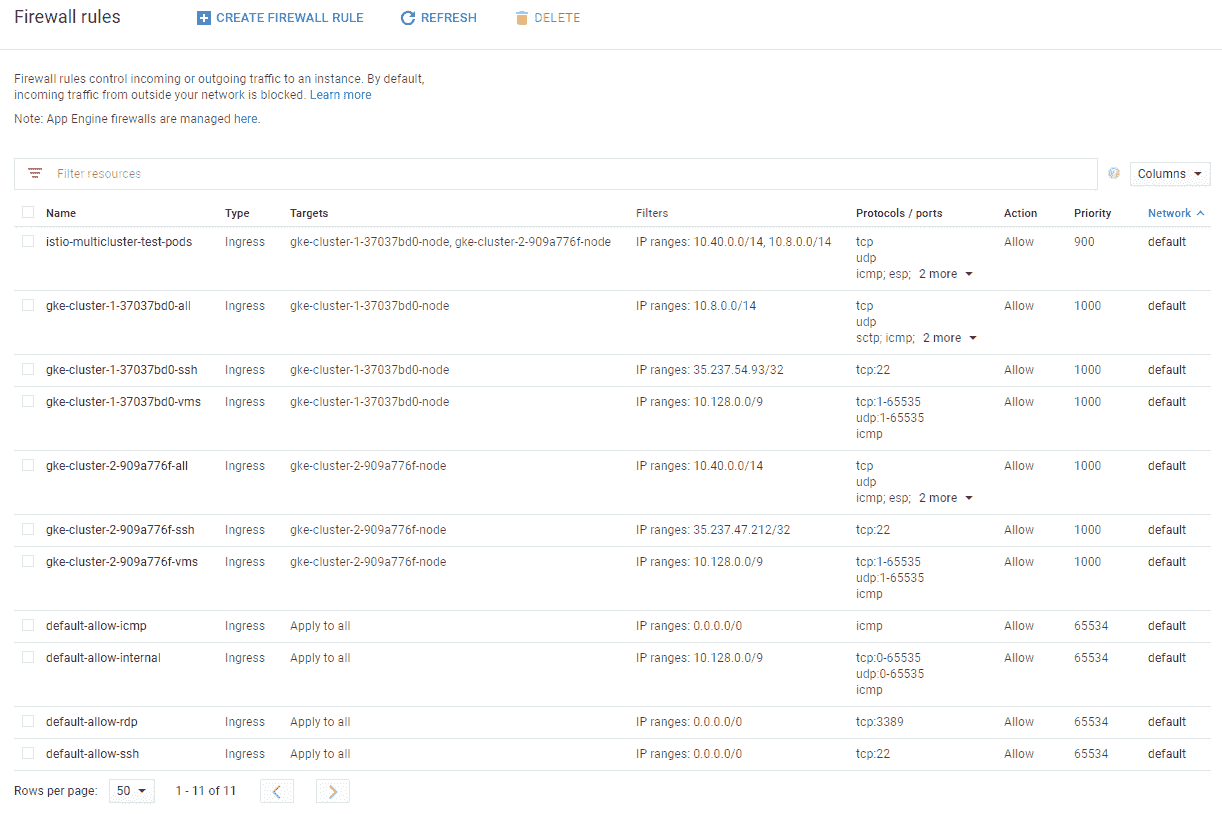 Firewall rules CREATE FIREWALL RULE REFRESH DELETE
Firewall rules control incoming or outgoing traffic to an instance. By default,
incoming traffic from outside your network is blocked. Learn more
Note: App Engine firewalls are managed here.
Filter resources Columns
Name Type Targets Filters Protocols / ports Action Priority Network
istio-multicluster-test-pods Ingress gke-cluster-1-37037bd0-node, gke-cluster-2-909a776f-node IP ranges: 10.40.0.0/14, 10.8.0.0/14 tcp Allow 900 default
udp
icmp; esp; 2 more
gke-cluster-1-37037bd0-all Ingress gke-cluster-1-37037bd0-node IP ranges: 10.8.0.0/14 tcp Allow 1000 default
udp
sctp; icmp; 2 more
gke-cluster-1-37037bd0-ssh Ingress gke-cluster-1-37037bd0-node IP ranges: 35.237.54.93/32 tcp:22 Allow 1000 default
gke-cluster-1-37037bd0-vms Ingress gke-cluster-1-37037bd0-node IP ranges: 10.128.0.0/9 tcp:1-65535 Allow 1000 default
udp:1-65535
icmp
gke-cluster-2-909a776f-all Ingress gke-cluster-2-909a776f-node IP ranges: 10.40.0.0/14 tcp Allow 1000 default
udp
icmp; esp; 2 more
gke-cluster-2-909a776f-ssh Ingress gke-cluster-2-909a776f-node IP ranges: 35.237.47.212/32 tcp:22 Allow 1000 default
gke-cluster-2-909a776f-vms Ingress gke-cluster-2-909a776f-node IP ranges: 10.128.0.0/9 tcp:1-65535 Allow 1000 default
udp:1-65535
icmp
default-allow-icmp Ingress Apply to all IP ranges: 0.0.0.0/0 icmp Allow 65534 default
default-allow-internal Ingress Apply to all IP ranges: 10.128.0.0/9 tcp:0-65535 Allow 65534 default
udp:0-65535
icmp
default-allow-rdp Ingress Apply to all IP ranges: 0.0.0.0/0 tcp:3389 Allow 65534 default
default-allow-ssh Ingress Apply to all IP ranges: 0.0.0.0/0 tcp:22 Allow 65534 default
Rows per page: 50 1 - 11 of 11